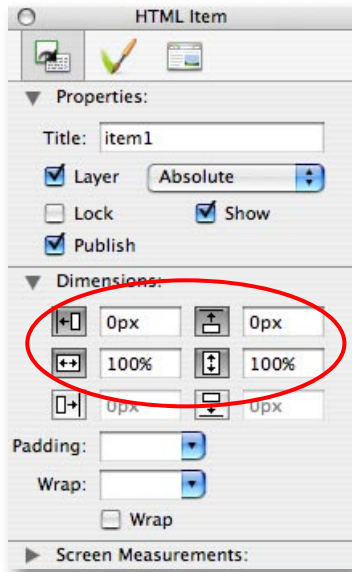 HTML Item
Properties:
Title: item1
Layer Absolute
Lock Show
Publish
Dimensions:
0px 0px
100% 100%
0px 0px
Padding:
Wrap:
Wrap
Screen Measurements: